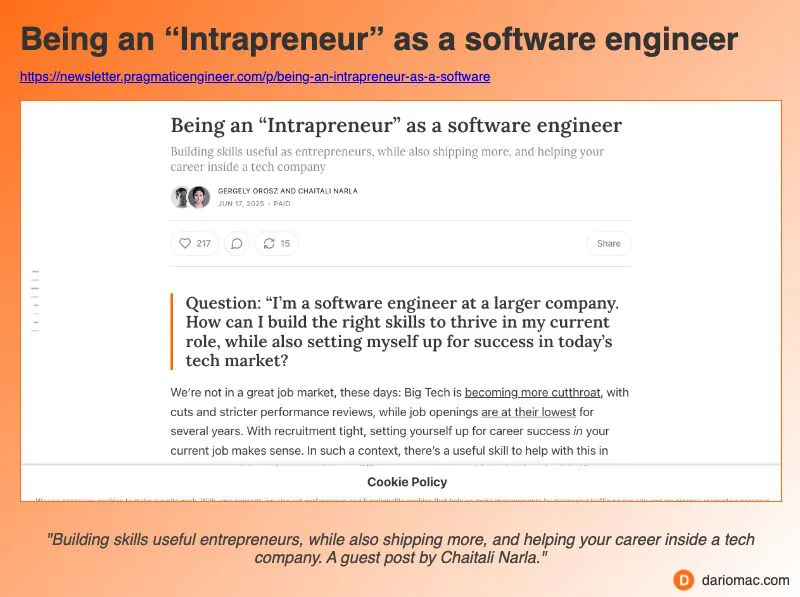 Being an “Intrapreneur” as a software engineer
https://newsletter.pragmaticengineer.com/p/being-an-intrapreneur-as-a-software
Being an “Intrapreneur” as a software engineer
Building skills useful as entrepreneurs, while also shipping more, and helping your
career inside a tech company
GERGELY OROSZ AND CHAITALI NARLA
JUN 17, 2025 • PAID
217
15
Share
Question: “I’m a software engineer at a larger company.
How can I build the right skills to thrive in my current
role, while also setting myself up for success in today’s
tech market?
We’re not in a great job market, these days: Big Tech is becoming more cutthroat, with
cuts and stricter performance reviews, while job openings are at their lowest for
several years. With recruitment tight, setting yourself up for career success in your
current job makes sense. In such a context, there’s a useful skill to help with this in
Cookie Policy
"Building skills useful entrepreneurs, while also shipping more, and helping your career inside a tech
company. A guest post by Chaitali Narla."
D dariomac.com